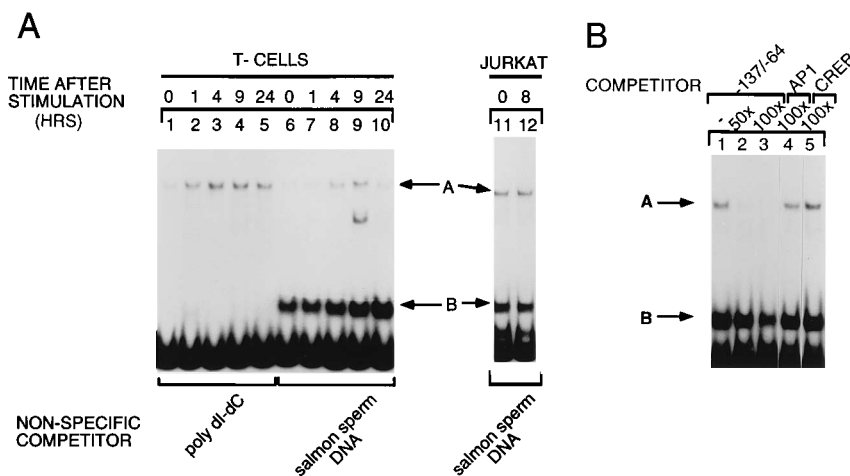 A
T- CELLS
JURKAT
TIME AFTER STIMULATION (HRS)
0 1 4 9 24 0 1 4 9 24
0 8
1 2 3 4 5 6 7 8 9 10
11 12
A
B
NON-SPECIFIC COMPETITOR
poly dI-dC
salmon sperm DNA
salmon sperm DNA
B
COMPETITOR
-137/-64
AP1
CREB
- 50x 100x 100x 100x
1 2 3 4 5
A
B